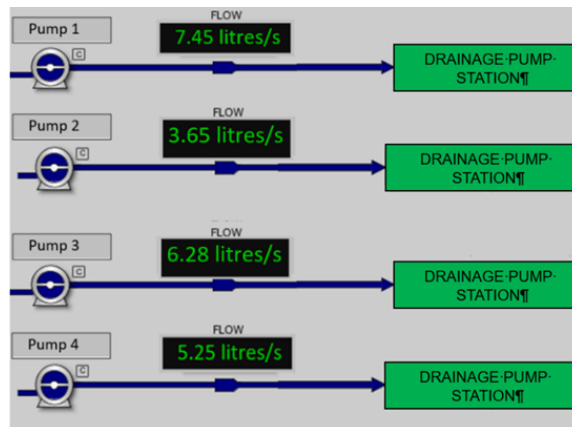 FLOW
Pump 1
C
7.45 litres/s
DRAINAGE·PUMP·
STATION¶
FLOW
Pump 2
C
3.65 litres/s
DRAINAGE·PUMP·
STATION¶
FLOW
Pump 3
C
6.28 litres/s
DRAINAGE·PUMP·
STATION¶
FLOW
Pump 4
C
5.25 litres/s
DRAINAGE·PUMP·
STATION¶